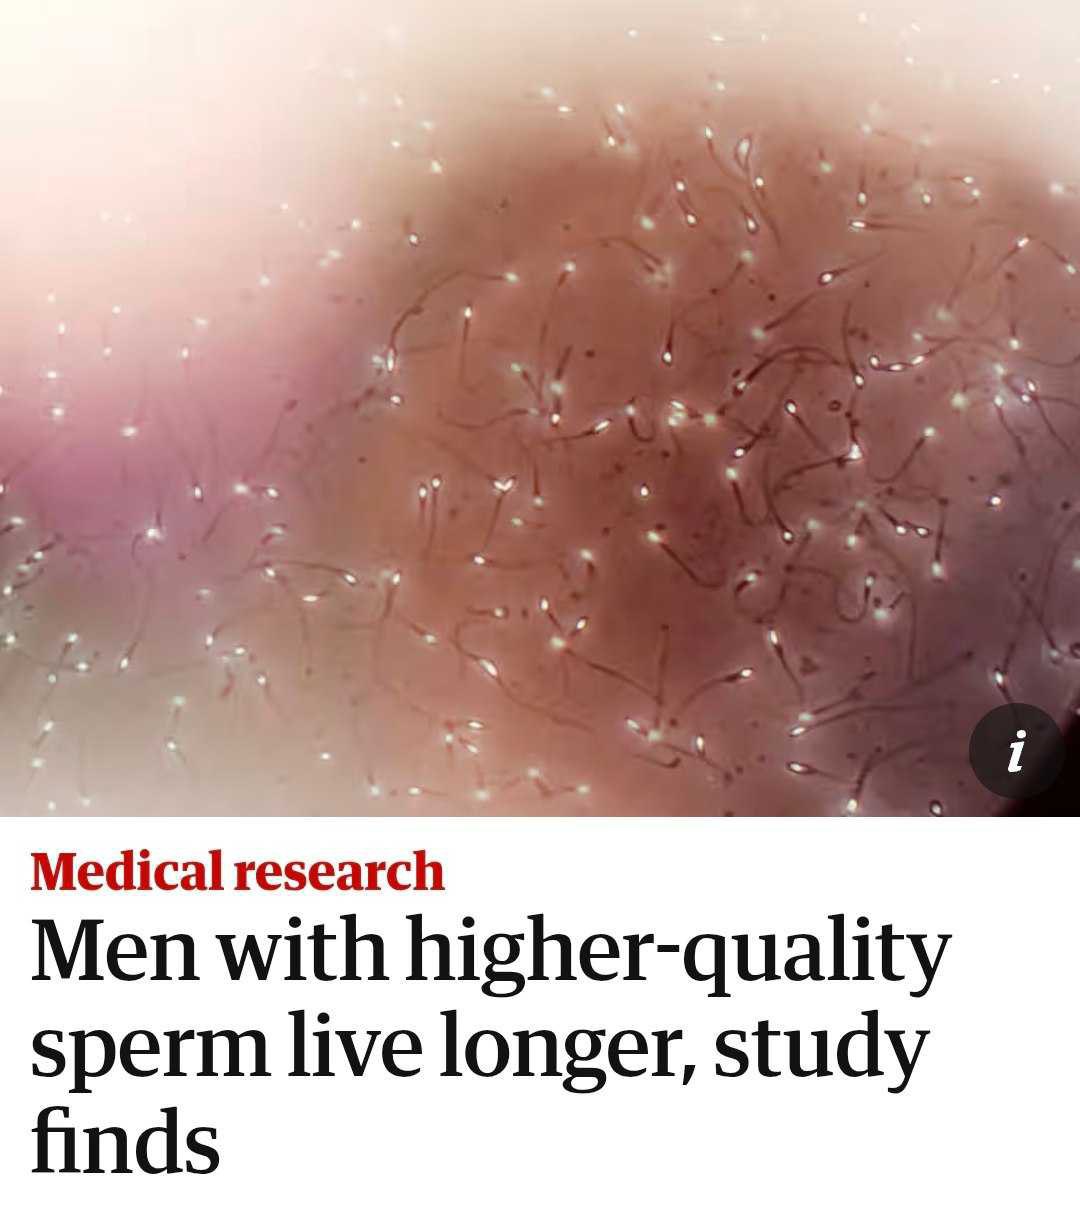 i
Medical research
Men with higher-quality
sperm live longer, study
finds